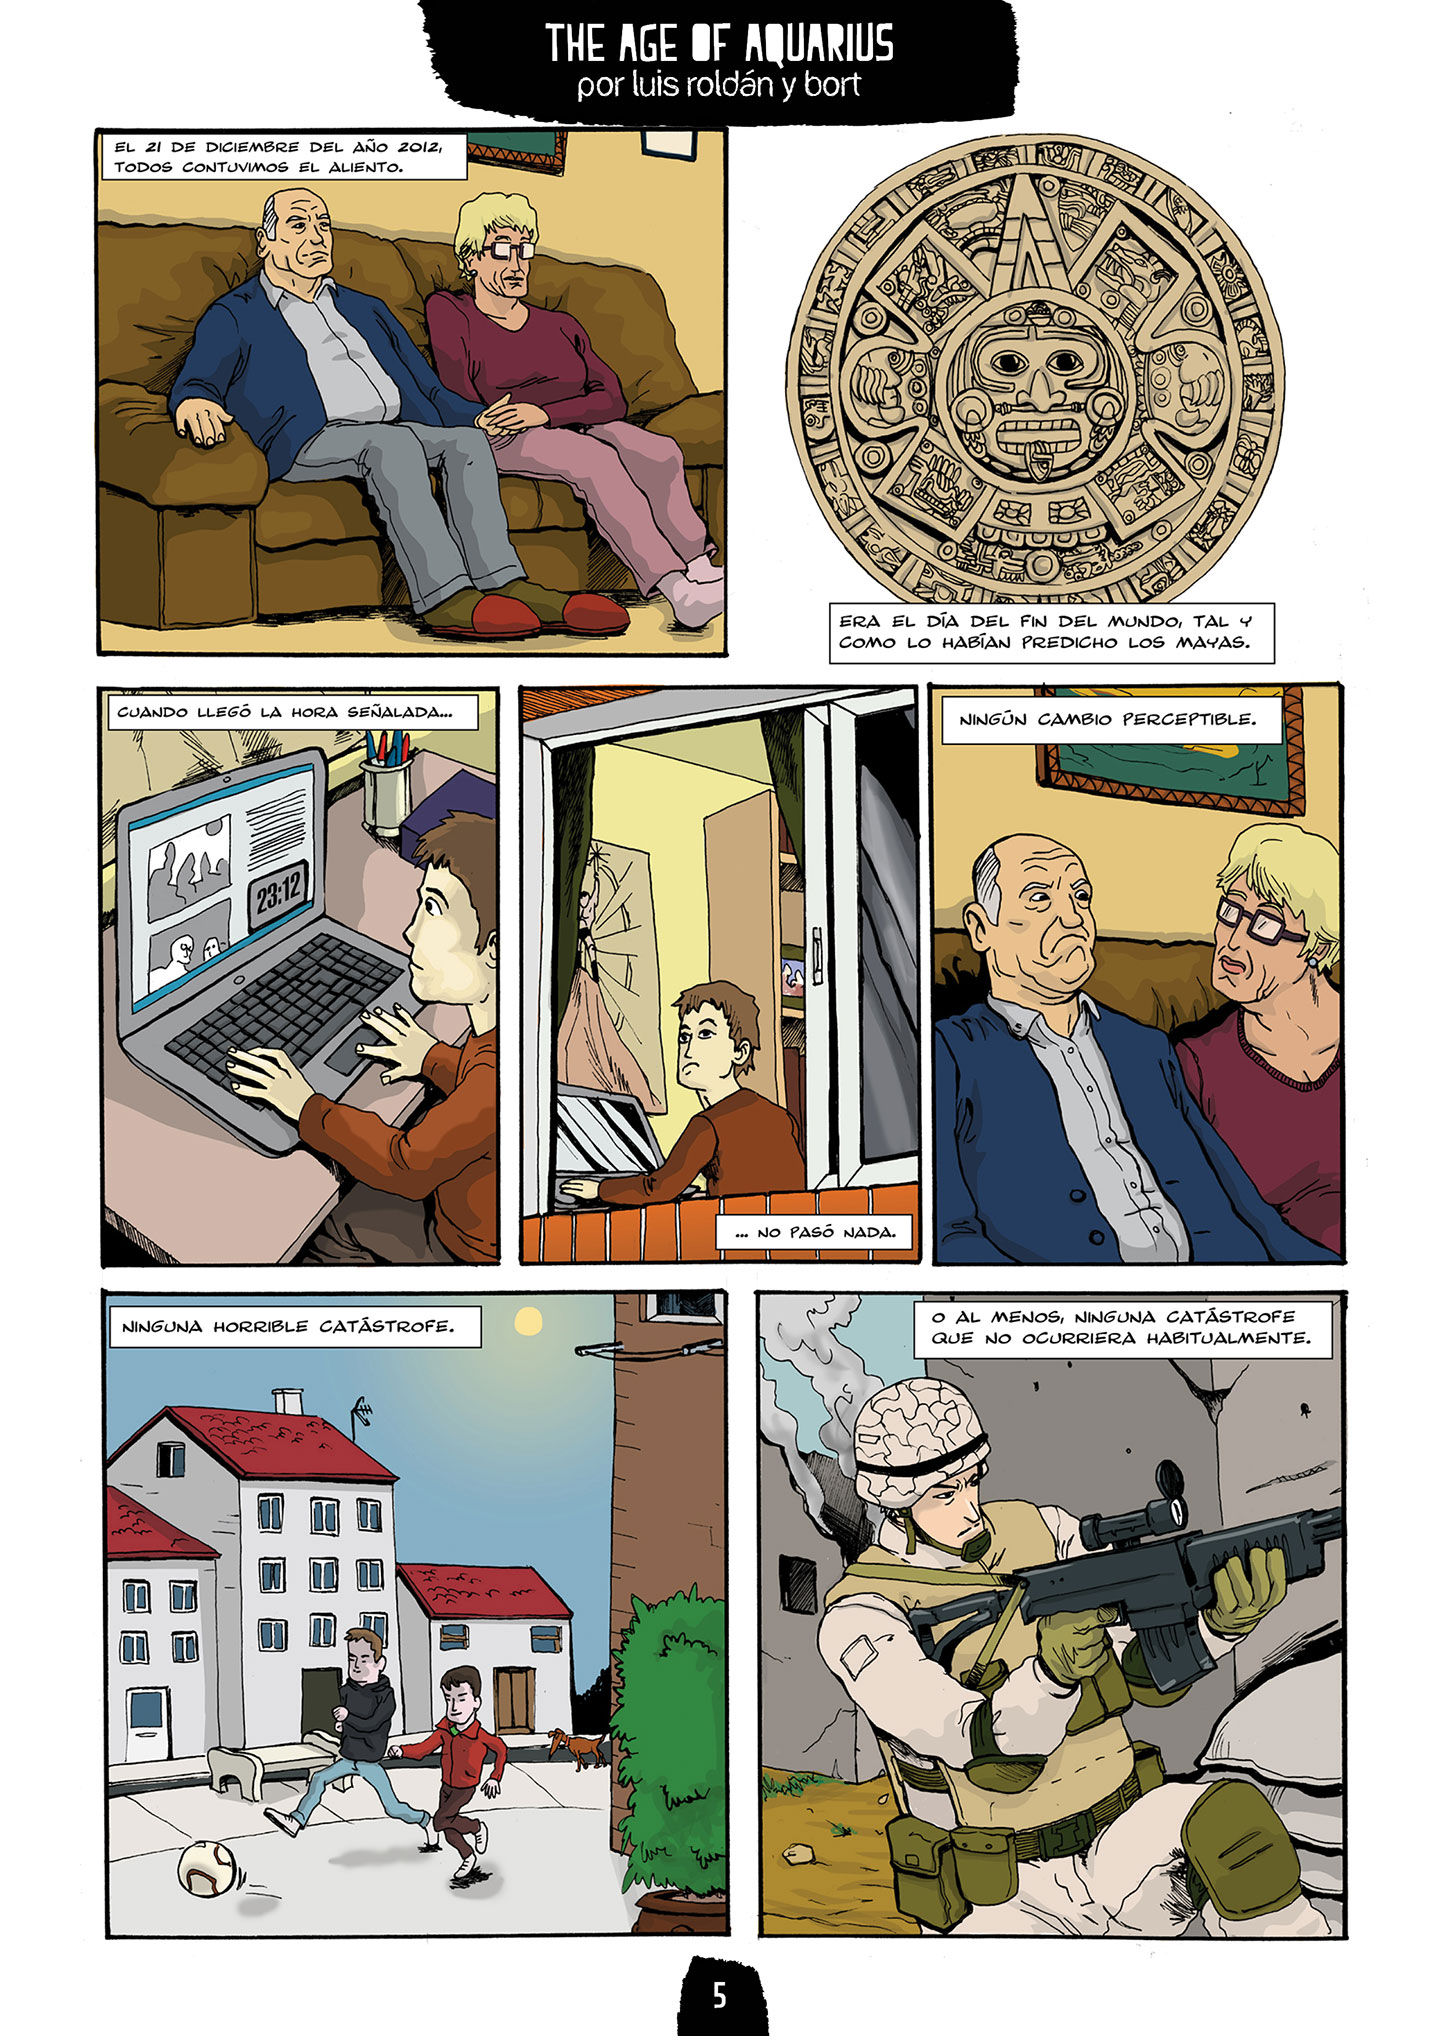 THE AGE OF AQUARIUS
por luis roldán y bort
EL 21 DE DICIEMBRE DEL AÑO 2012,
TODOS CONTUVIMOS EL ALIENTO.
ERA EL DÍA DEL FIN DEL MUNDO, TAL Y
COMO LO HABÍAN PREDICHO LOS MAYAS.
CUANDO LLEGÓ LA HORA SEÑALADA...
23:12
... NO PASÓ NADA.
NINGÚN CAMBIO PERCEPTIBLE.
NINGUNA HORRIBLE CATÁSTROFE.
O AL MENOS, NINGUNA CATÁSTROFE
QUE NO OCURRIERA HABITUALMENTE.
5